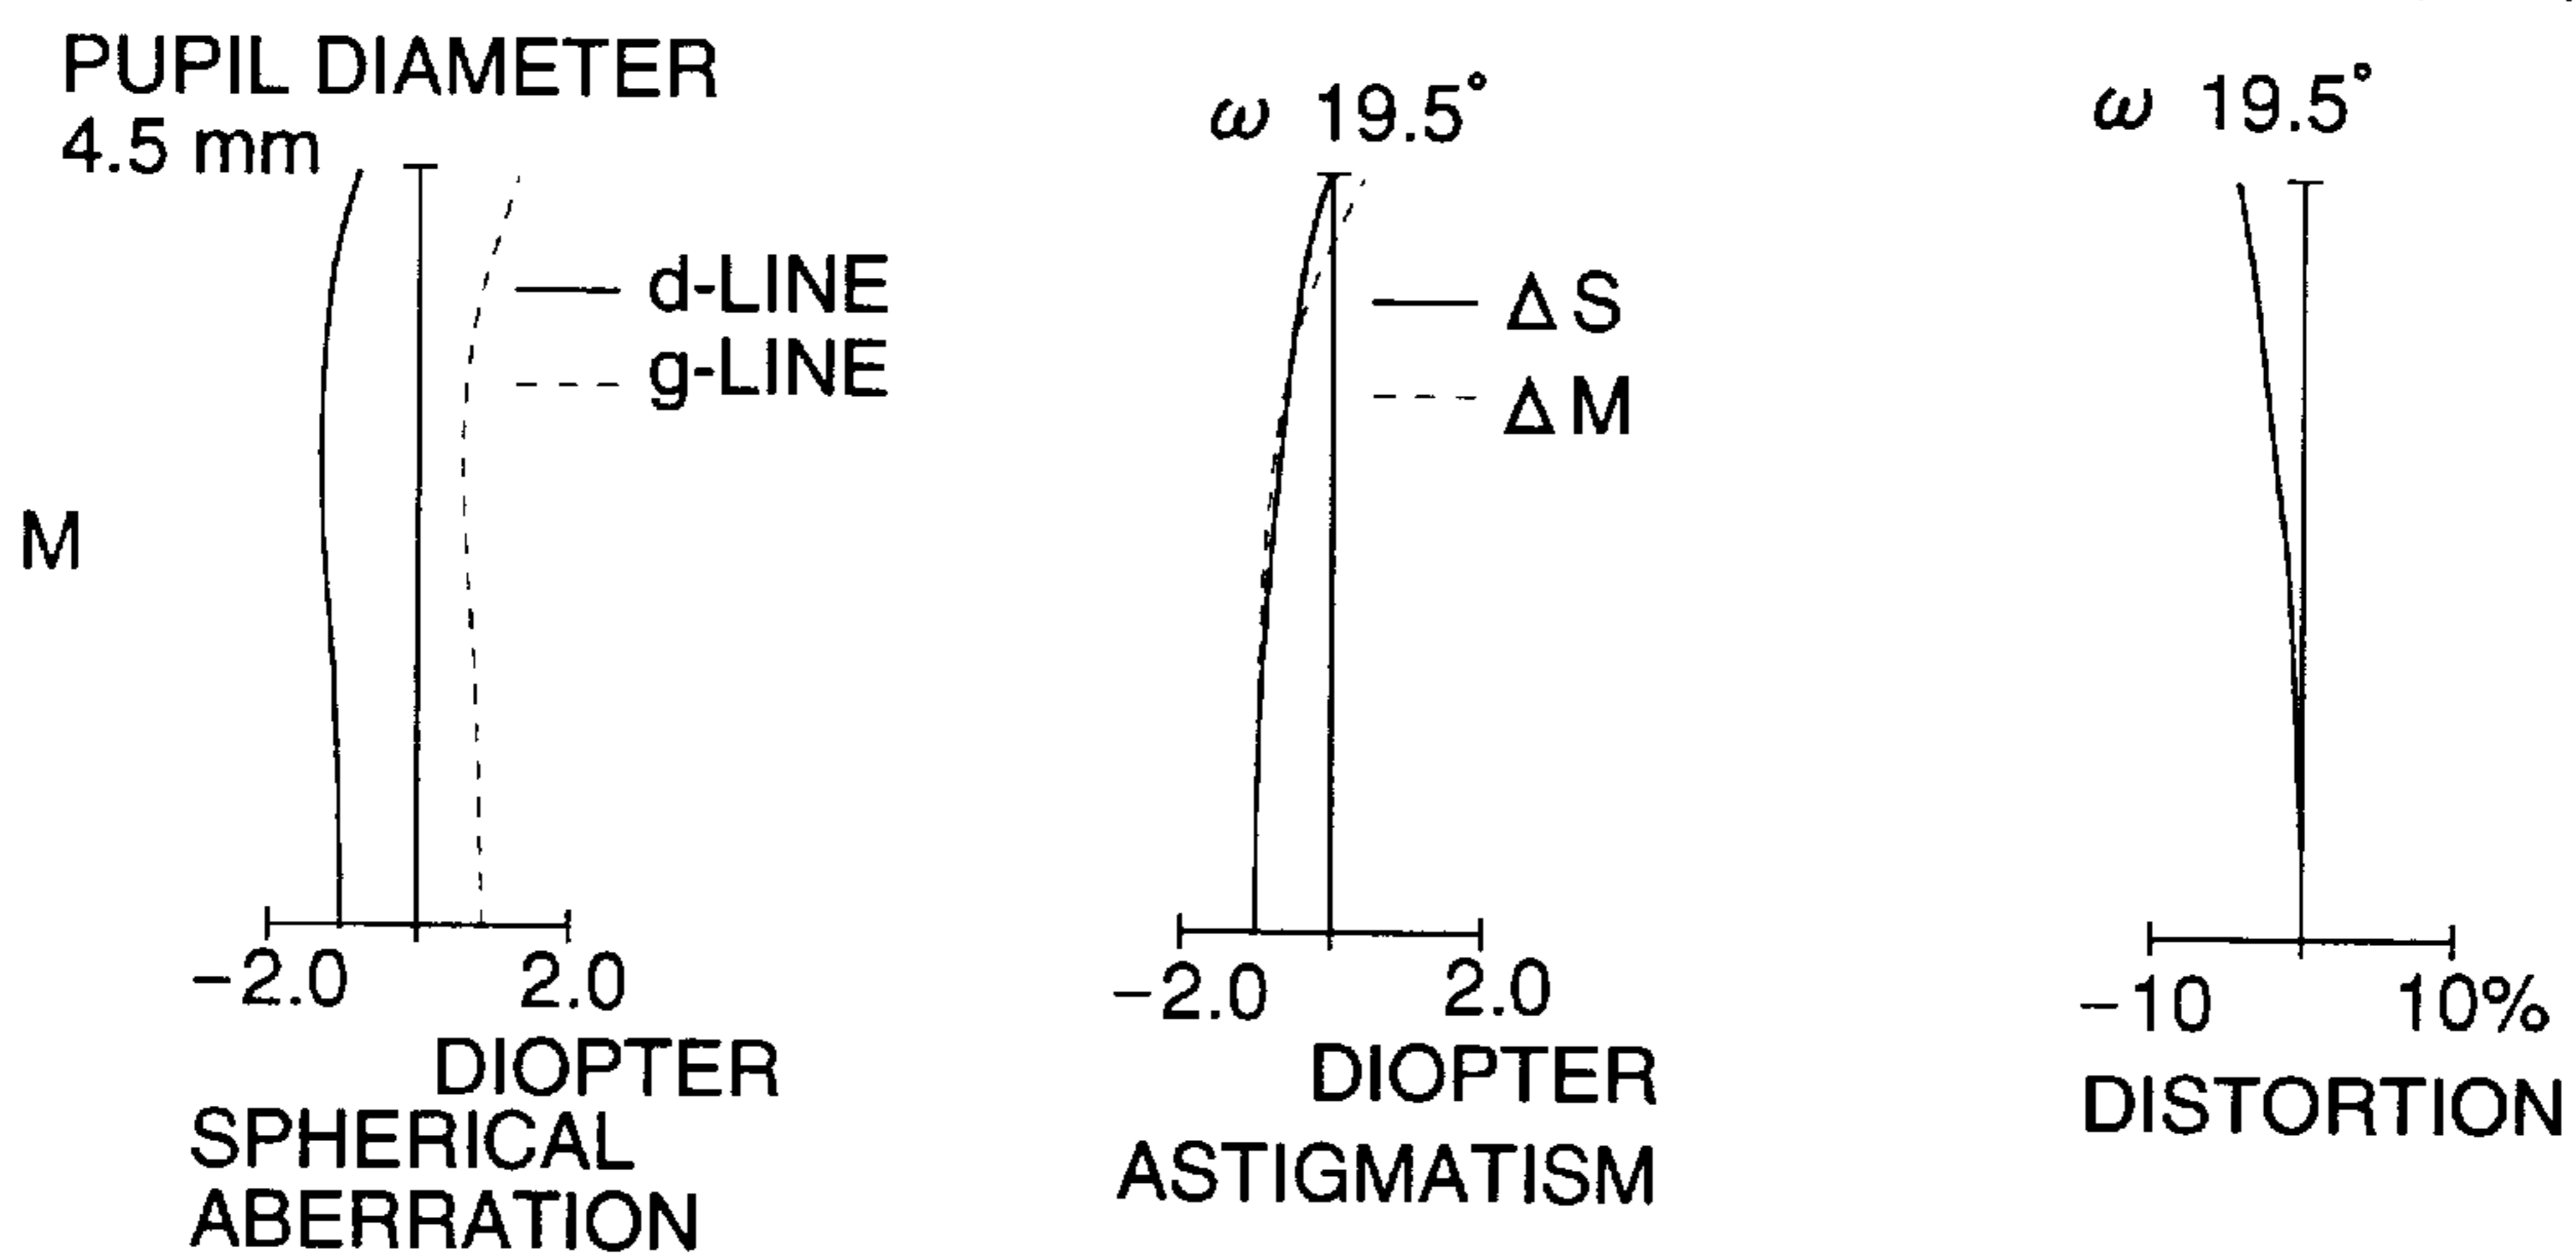 PUPIL DIAMETER
4.5 mm
d-LINE
g-LINE
M
-2.0 2.0
DIOPTER
SPHERICAL
ABERRATION
ω 19.5°
ΔS
ΔM
-2.0 2.0
DIOPTER
ASTIGMATISM
ω 19.5°
-10 10%
DISTORTION